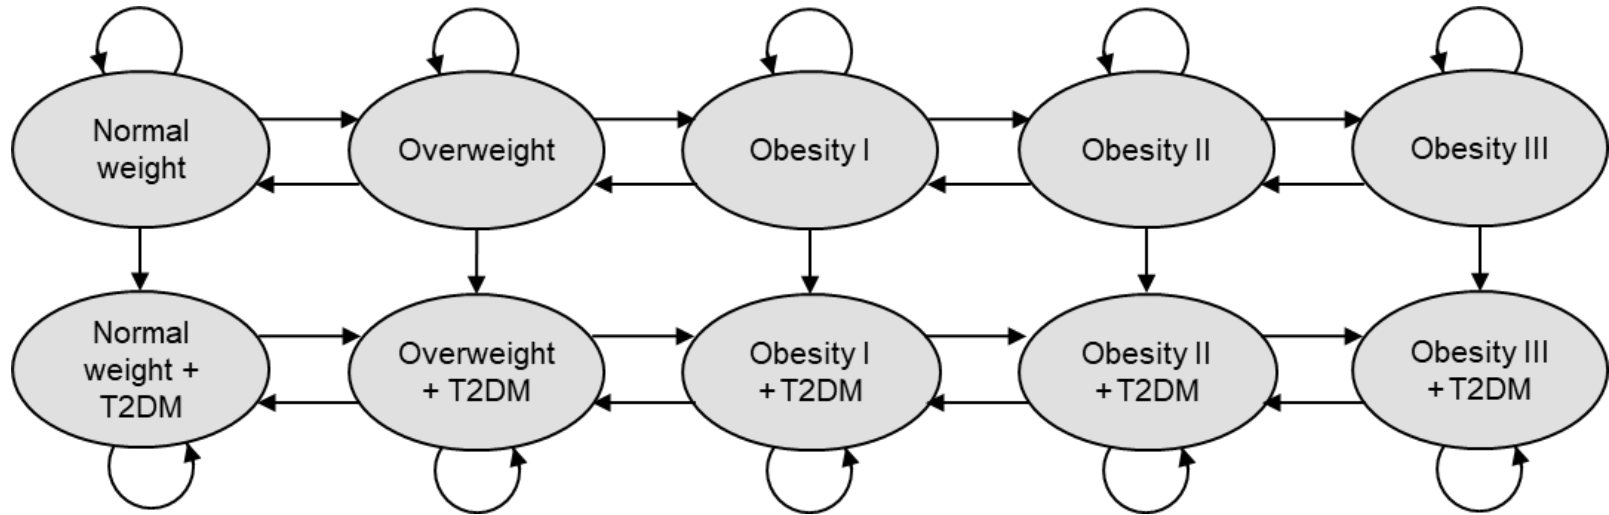 Normal
weight
Overweight
Obesity I
Obesity II
Obesity III
Normal
weight +
T2DM
Overweight
+ T2DM
Obesity I
+ T2DM
Obesity II
+ T2DM
Obesity III
+ T2DM